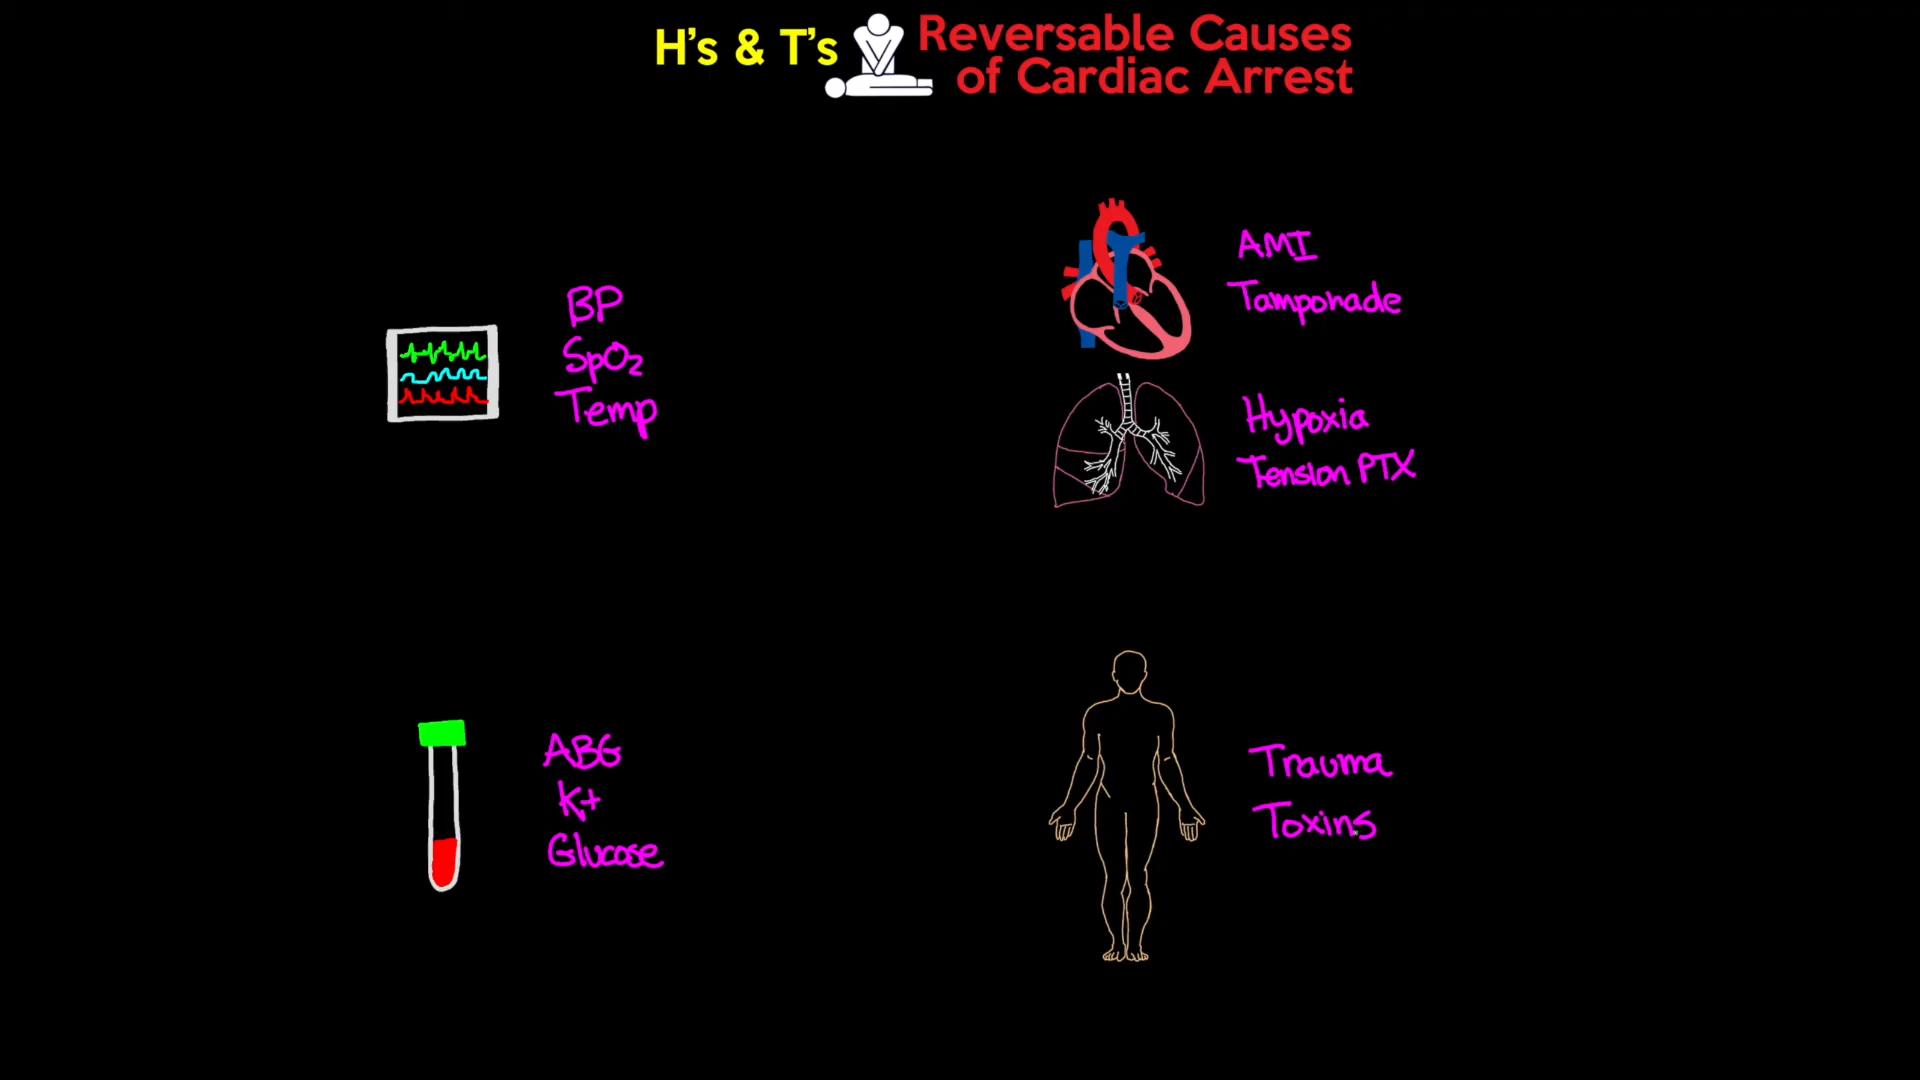 H's & T's
Reversable Causes
of Cardiac Arrest
BP
SpO₂
Temp
AMI
Tamponade
Hypoxia
Tension PTX
ABG
K+
Glucose
Trauma
Toxins